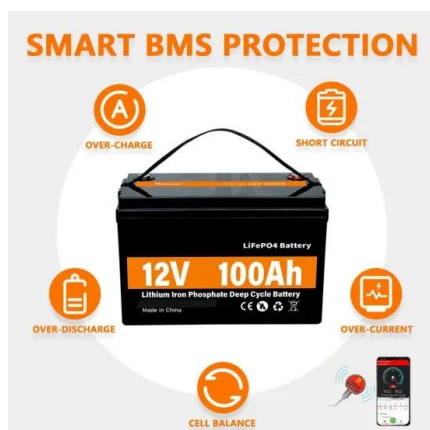 SMART BMS PROTECTION
OVER-CHARGE
SHORT CIRCUIT
LiFePO4 Battery
12V 100Ah
Lithium Iron Phosphate Deep Cycle Battery
Made in China
CE
OVER-DISCHARGE
OVER-CURRENT
CELL BALANCE